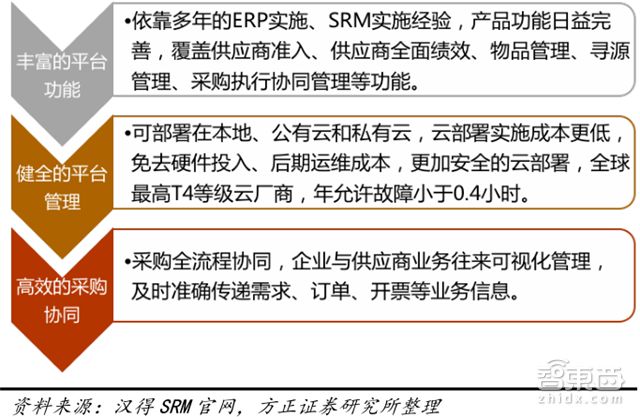 丰富的平台
功能
•依靠多年的ERP实施、SRM实施经验，产品功能日益完
善，覆盖供应商准入、供应商全面绩效、物品管理、寻源
管理、采购执行协同管理等功能。
健全的平台
管理
•可部署在本地、公有云和私有云，云部署实施成本更低，
免去硬件投入、后期运维成本，更加安全的云部署，全球
最高T4等级云厂商，年允许故障小于0.4小时。
高效的采购
协同
•采购全流程协同，企业与供应商业务往来可视化管理，
及时准确传递需求、订单、开票等业务信息。
资料来源：汉得SRM官网，方正证券研究所整理
智東西
zhidx.com